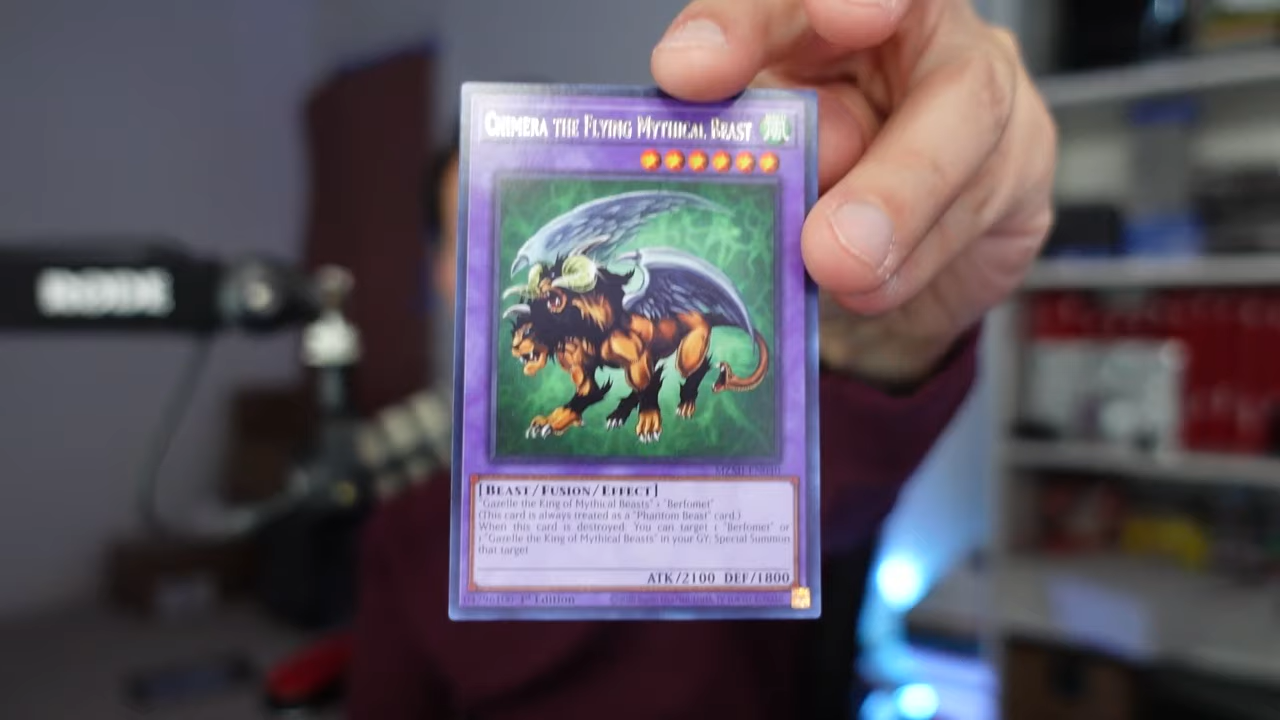 CHIMERA THE FLYING MYTHICAL BEAST
RØDE
[BEAST/FUSION/EFFECT]
"Gazelle the King of Mythical Beasts" + "Berfomet"
(This card is always treated as a "Phantom Beast" card.)
When this card is destroyed: You can target 1 "Berfomet" or
1 "Gazelle the King of Mythical Beasts" in your GY; Special Summon
that target.
ATK/2100 DEF/1800
1st Edition